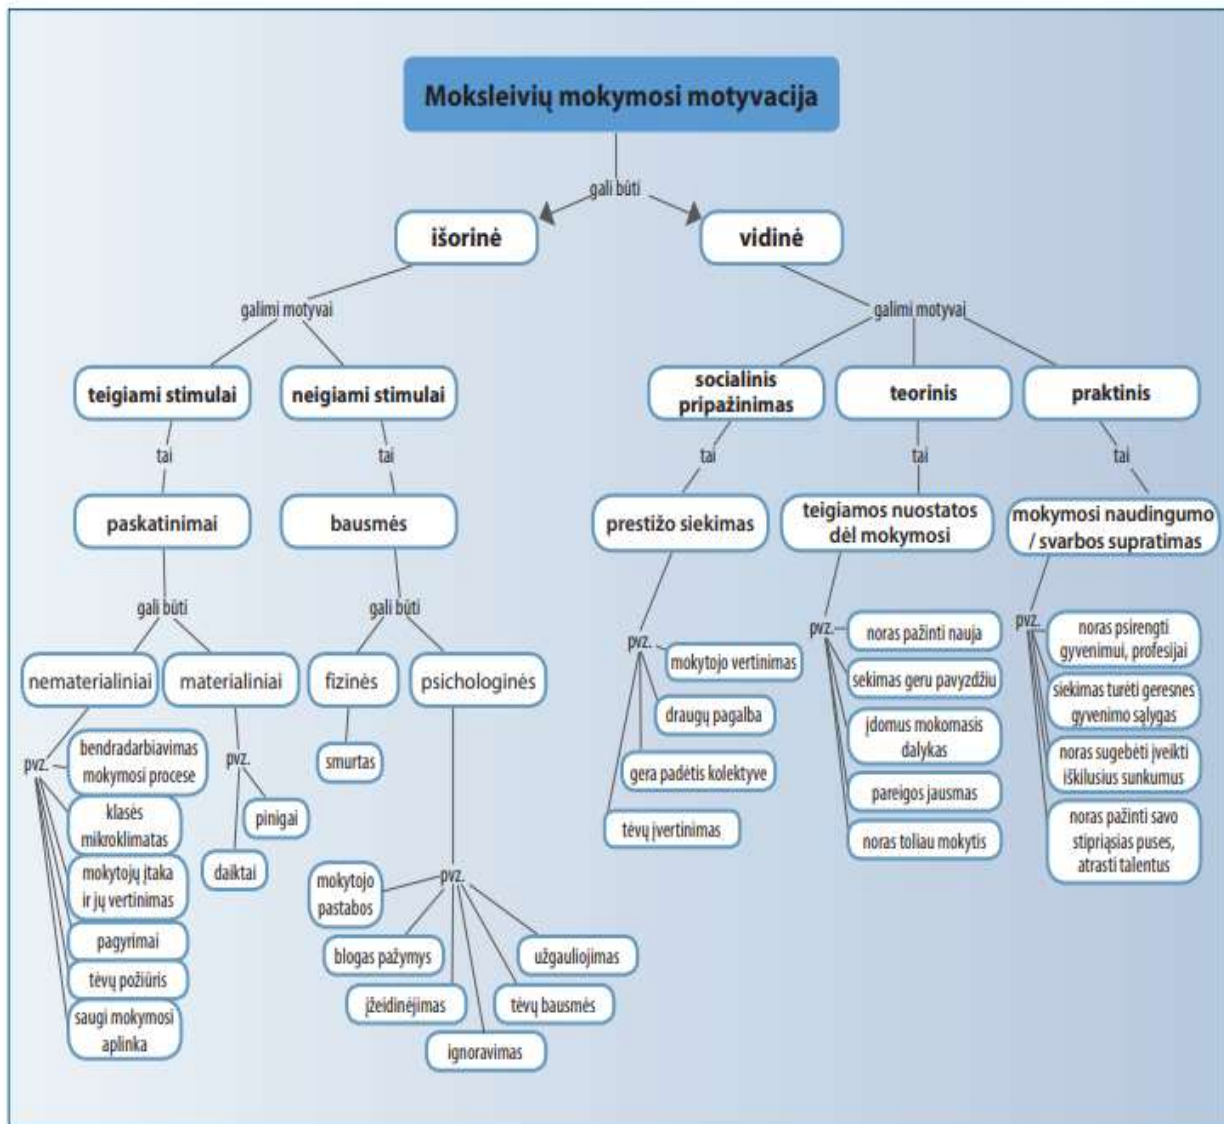 Moksleivių mokymosi motyvacija
gali būti
išorinė
vidinė
galimi motyvai
galimi motyvai
teigiami stimulai
neigiami stimulai
socialinis
pripažinimas
teorinis
praktinis
tai
tai
tai
tai
tai
paskatinimai
bausmės
prestižo siekimas
teigiamos nuostatos
dėl mokymosi
mokymosi naudingumo
/ svarbos supratimas
gali būti
gali būti
nematerialiniai
materialiniai
fizinės
psichologinės
pvz.
bendradarbiavimas
mokymosi procese
klasės
mikroklimatas
mokytojų įtaka
ir jų vertinimas
pagyrimai
tėvų požiūris
saugi mokymosi
aplinka
pvz.
pinigai
daiktai
smurtas
pvz.
mokytojo
pastabos
blogas pažymys
įžeidinėjimas
ignoravimas
tėvų bausmės
užgauliojimas
pvz.
mokytojo vertinimas
draugų pagalba
gera padėtis kolektyve
tėvų įvertinimas
pvz.
noras pažinti nauja
sekimas geru pavyzdžiu
įdomus mokomasis
dalykas
pareigos jausmas
noras toliau mokytis
pvz.
noras psirengti
gyvenimui, profesijai
siekimas turėti geresnes
gyvenimo sąlygas
noras sugebėti įveikti
iškilusius sunkumus
noras pažinti savo
stipriąsias puses,
atrasti talentus